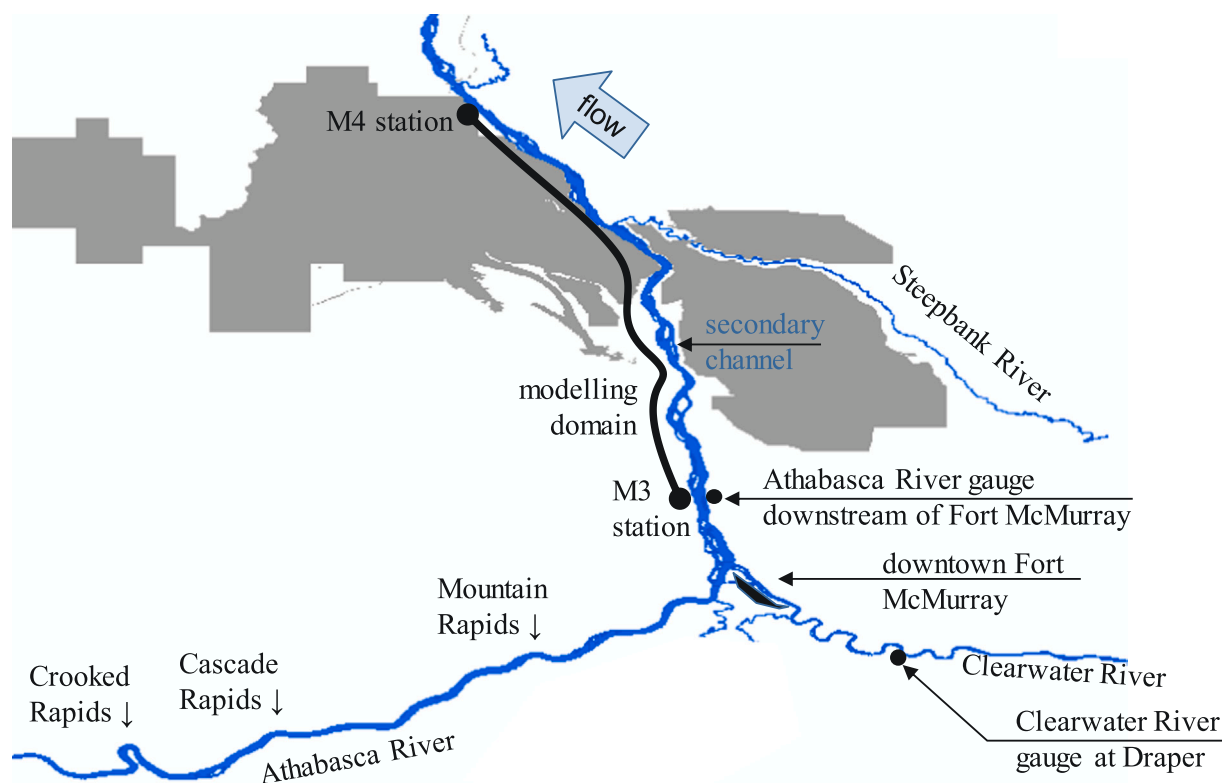 flow
M4 station
Steepbank River
secondary
channel
modelling
domain
M3
station
Athabasca River gauge
downstream of Fort McMurray
downtown Fort
McMurray
Mountain
Rapids ↓
Cascade
Rapids ↓
Crooked
Rapids ↓
Athabasca River
Clearwater River
Clearwater River
gauge at Draper